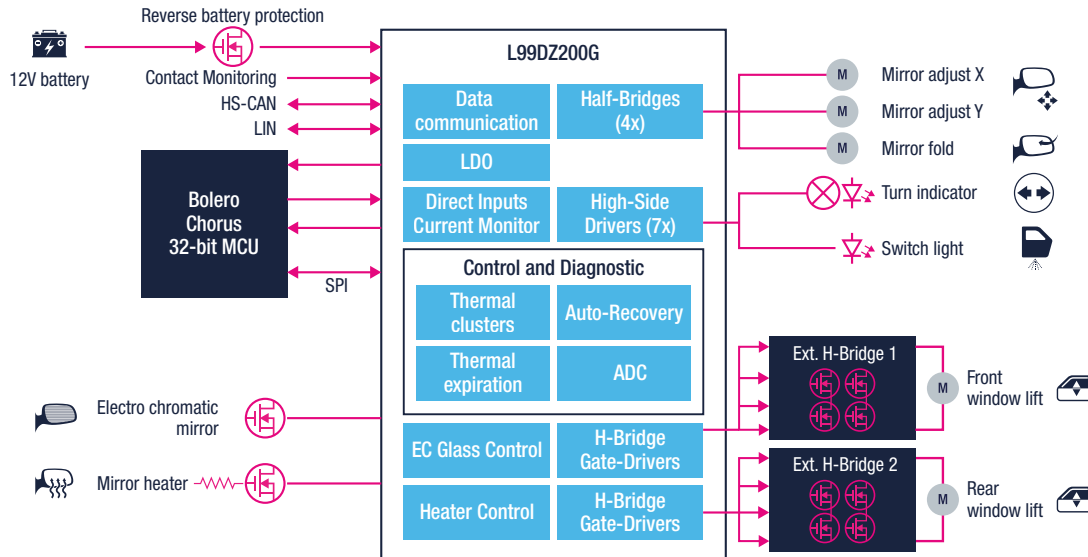 Reverse battery protection
12V battery
Contact Monitoring
HS-CAN
LIN
Bolero
Chorus
32-bit MCU
SPI
Electro chromatic
mirror
Mirror heater
L99DZ200G
Data
communication
Half-Bridges
(4x)
LDO
Direct Inputs
Current Monitor
High-Side
Drivers (7x)
Control and Diagnostic
Thermal
clusters
Auto-Recovery
Thermal
expiration
ADC
EC Glass Control
H-Bridge
Gate-Drivers
Heater Control
H-Bridge
Gate-Drivers
M
Mirror adjust X
M
Mirror adjust Y
M
Mirror fold
Turn indicator
Switch light
Ext. H-Bridge 1
M
Front
window lift
Ext. H-Bridge 2
M
Rear
window lift